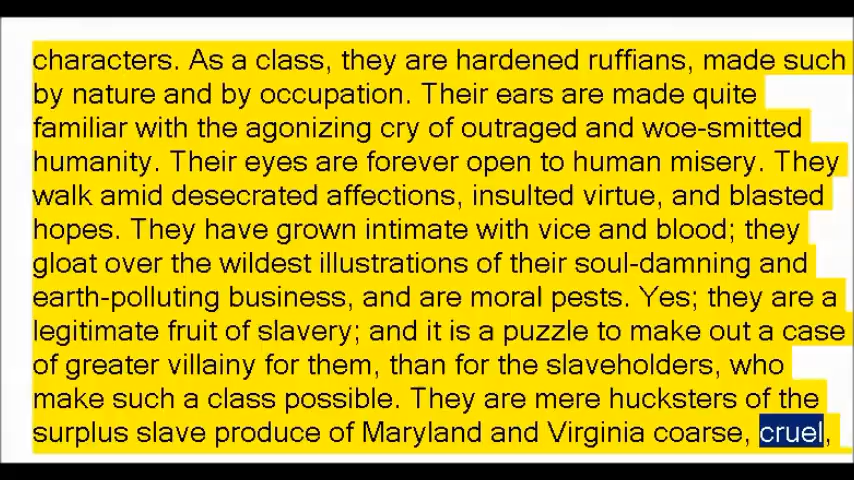 characters. As a class, they are hardened ruffians, made such
by nature and by occupation. Their ears are made quite
familiar with the agonizing cry of outraged and woe-smitted
humanity. Their eyes are forever open to human misery. They
walk amid desecrated affections, insulted virtue, and blasted
hopes. They have grown intimate with vice and blood; they
gloat over the wildest illustrations of their soul-damning and
earth-polluting business, and are moral pests. Yes; they are a
legitimate fruit of slavery; and it is a puzzle to make out a case
of greater villainy for them, than for the slaveholders, who
make such a class possible. They are mere hucksters of the
surplus slave produce of Maryland and Virginia coarse, cruel,